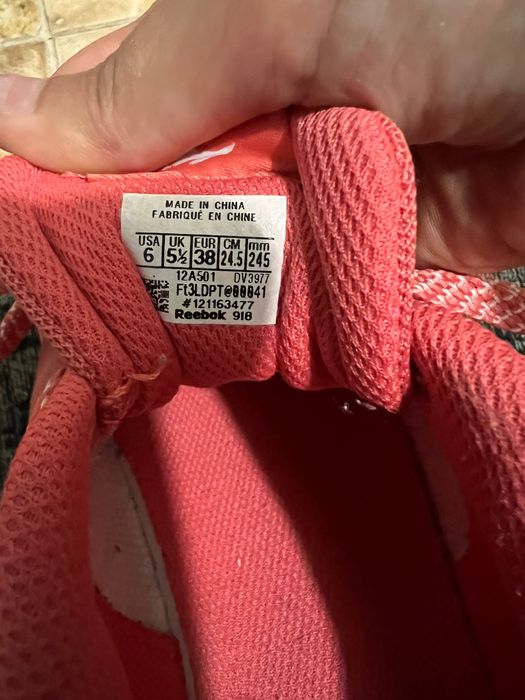 MADE IN CHINA
FABRIQUÉ EN CHINE
USA UK EUR CM mm
6 5½ 38 24.5 245
12A501 DV3977
Ft3LDPT@00041
#121163477
Reebok 918